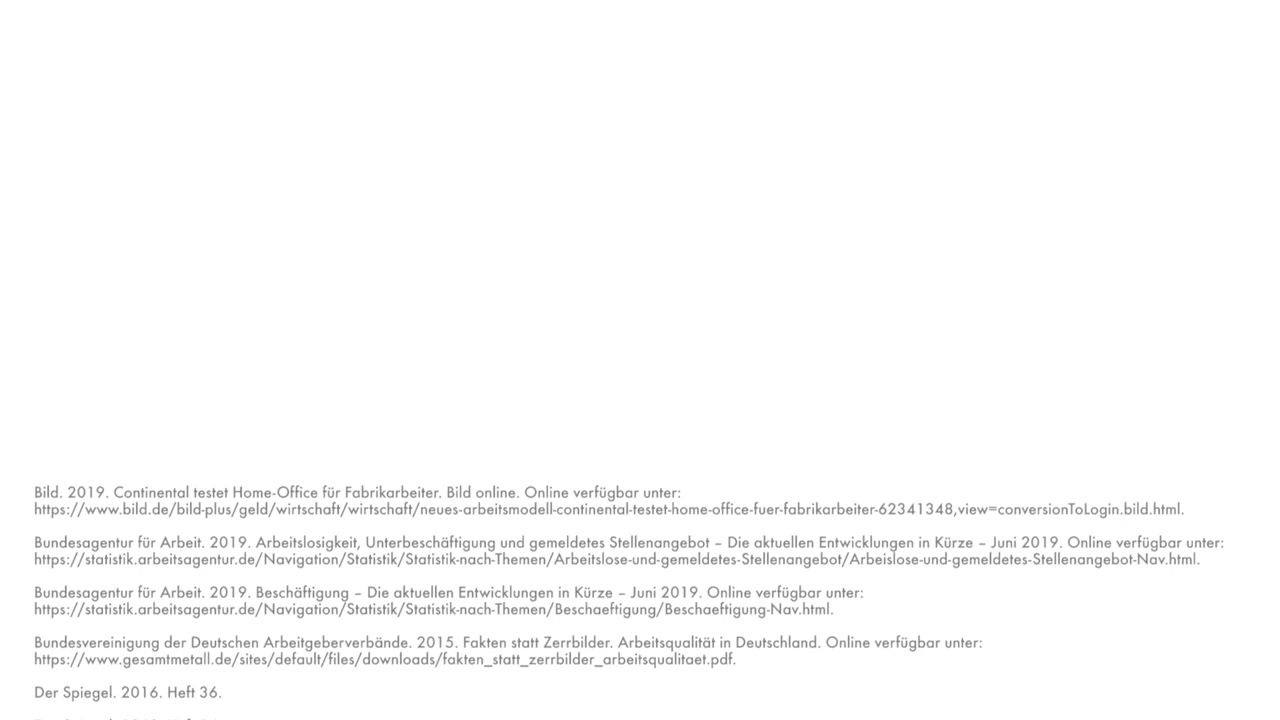 Bild. 2019. Continental testet Home-Office für Fabrikarbeiter. Bild online. Online verfügbar unter:
https://www.bild.de/bild-plus/geld/wirtschaft/wirtschaft/neues-arbeitsmodell-continental-testet-home-office-fuer-fabrikarbeiter-62341348,view=conversionToLogin.bild.html.
Bundesagentur für Arbeit. 2019. Arbeitslosigkeit, Unterbeschäftigung und gemeldetes Stellenangebot – Die aktuellen Entwicklungen in Kürze – Juni 2019. Online verfügbar unter:
https://statistik.arbeitsagentur.de/Navigation/Statistik/Statistik-nach-Themen/Arbeitslose-und-gemeldetes-Stellenangebot/Arbeislose-und-gemeldetes-Stellenangebot-Nav.html.
Bundesagentur für Arbeit. 2019. Beschäftigung – Die aktuellen Entwicklungen in Kürze – Juni 2019. Online verfügbar unter:
https://statistik.arbeitsagentur.de/Navigation/Statistik/Statistik-nach-Themen/Beschaeftigung/Beschaeftigung-Nav.html.
Bundesvereinigung der Deutschen Arbeitgeberverbände. 2015. Fakten statt Zerrbilder. Arbeitsqualität in Deutschland. Online verfügbar unter:
https://www.gesamtmetall.de/sites/default/files/downloads/fakten_statt_zerrbilder_arbeitsqualitaet.pdf.
Der Spiegel. 2016. Heft 36.